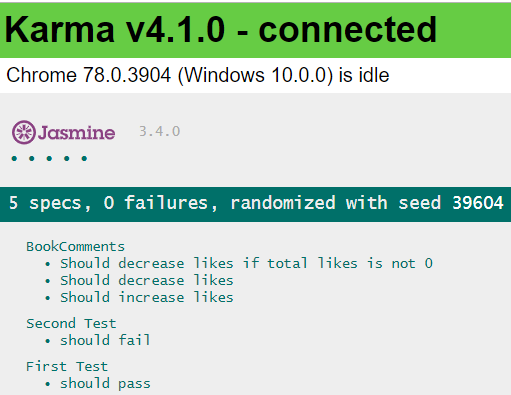 Karma v4.1.0 - connected
Chrome 78.0.3904 (Windows 10.0.0) is idle
Jasmine 3.4.0
• • • • •
5 specs, 0 failures, randomized with seed 39604
BookComments
• Should decrease likes if total likes is not 0
• Should decrease likes
• Should increase likes
Second Test
• should fail
First Test
• should pass